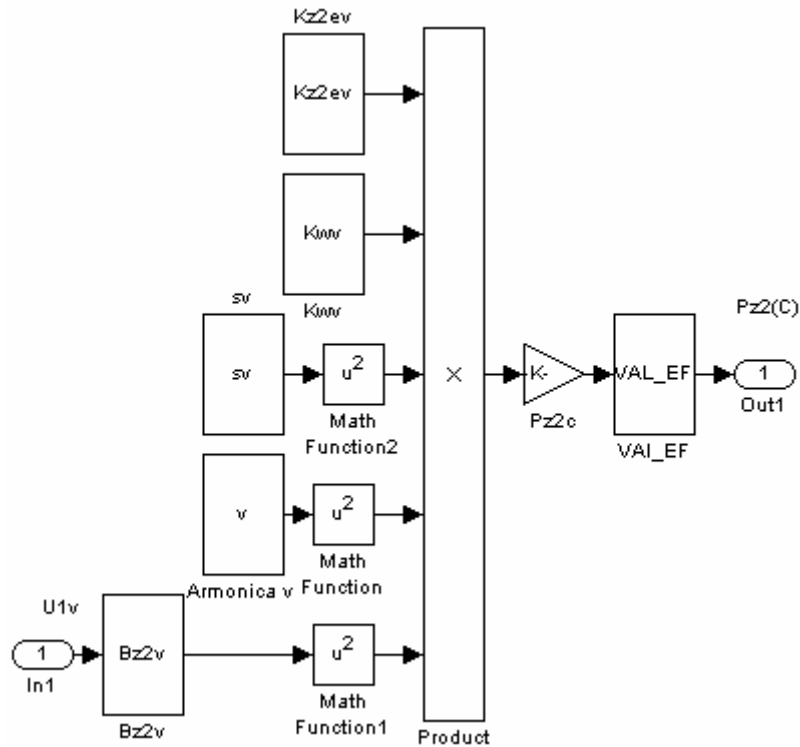 Kz2ev
Kz2ev
Kwv
Kwv
sv
sv
u²
Math
Function2
v
Armonica v
u²
Math
Function
U1v
1
In1
Bz2v
Bz2v
u²
Math
Function1
×
Product
K-
Pz2c
VAL_EF
VAl_EF
Pz2(C)
1
Out1